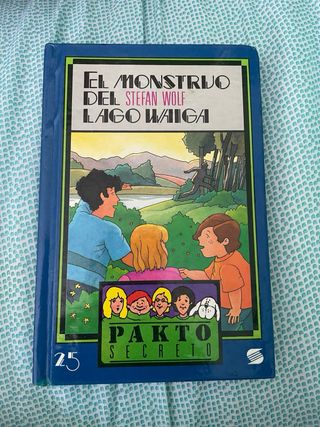 EL MONSTRUO
DEL STEFAN WOLF
LAGO WAIGA
PAKTO
SECRETO
25